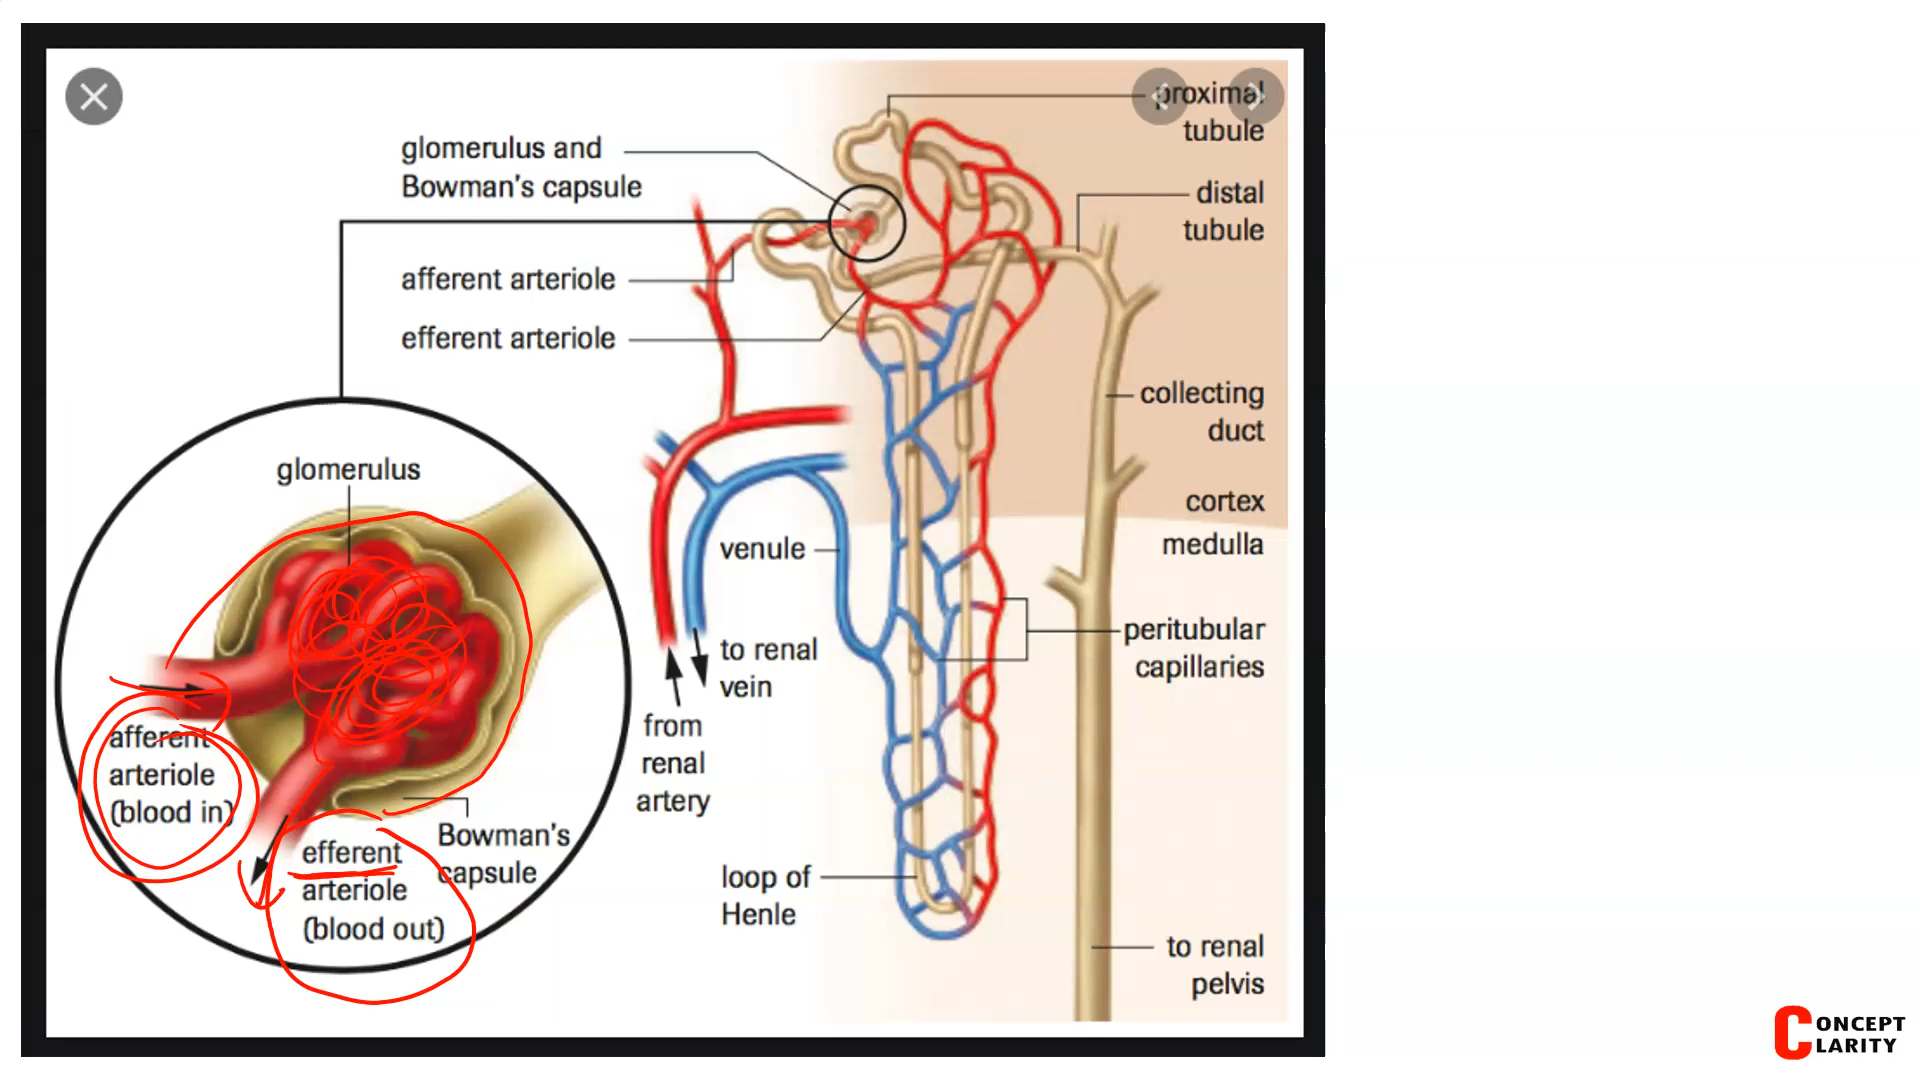 proximal
tubule
glomerulus and
Bowman's capsule
distal
tubule
afferent arteriole
efferent arteriole
collecting
duct
glomerulus
cortex
venule
medulla
peritubular
capillaries
to renal
vein
from
renal
artery
afferent
arteriole
(blood in)
Bowman's
capsule
efferent
arteriole
(blood out)
loop of
Henle
to renal
pelvis
CONCEPT
CLARITY